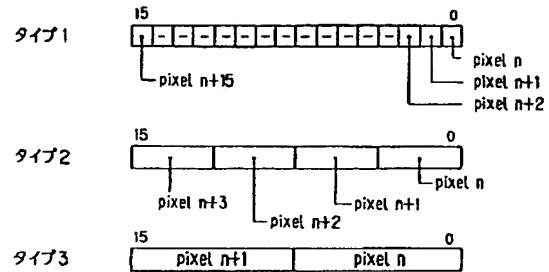 15 0
タイプ1
pixel n
pixel n+15
pixel n+1
pixel n+2
15 0
タイプ2
pixel n
pixel n+3
pixel n+1
pixel n+2
15 0
タイプ3
pixel n+1 pixel n